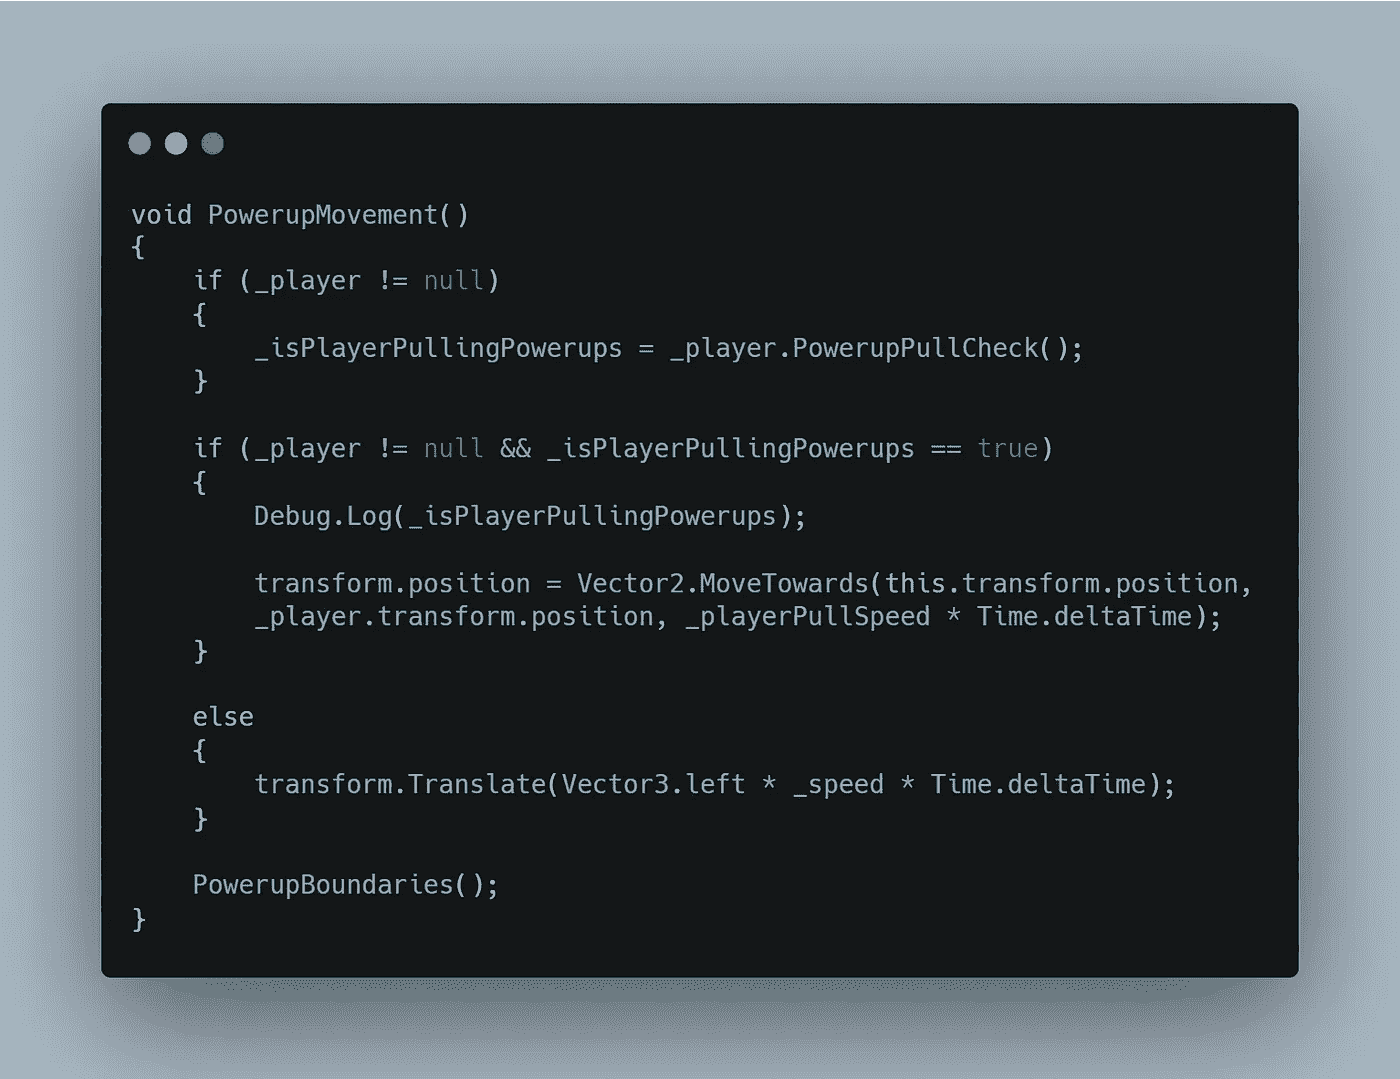 void PowerupMovement()
{
    if (_player != null)
    {
        _isPlayerPullingPowerups = _player.PowerupPullCheck();
    }

    if (_player != null && _isPlayerPullingPowerups == true)
    {
        Debug.Log(_isPlayerPullingPowerups);

        transform.position = Vector2.MoveTowards(this.transform.position,
        _player.transform.position, _playerPullSpeed * Time.deltaTime);
    }

    else
    {
        transform.Translate(Vector3.left * _speed * Time.deltaTime);
    }

    PowerupBoundaries();
}